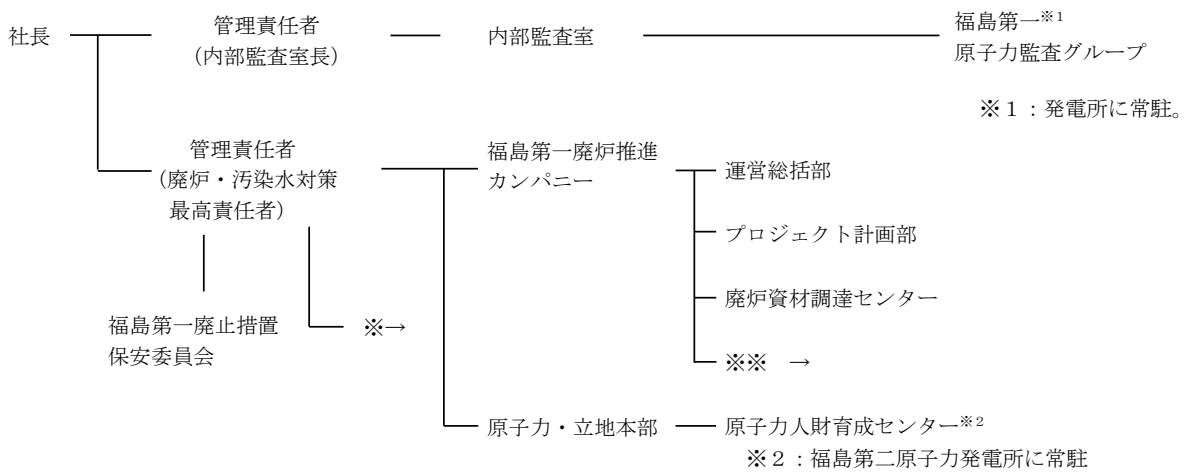 社長
管理責任者
(内部監査室長)
内部監査室
福島第一※1
原子力監査グループ
※1:発電所に常駐。
管理責任者
(廃炉・汚染水対策
最高責任者)
福島第一廃炉推進
カンパニー
運営総括部
プロジェクト計画部
廃炉資材調達センター
福島第一廃止措置
保安委員会
※→
※※ →
原子力・立地本部
原子力人財育成センター※2
※2:福島第二原子力発電所に常駐